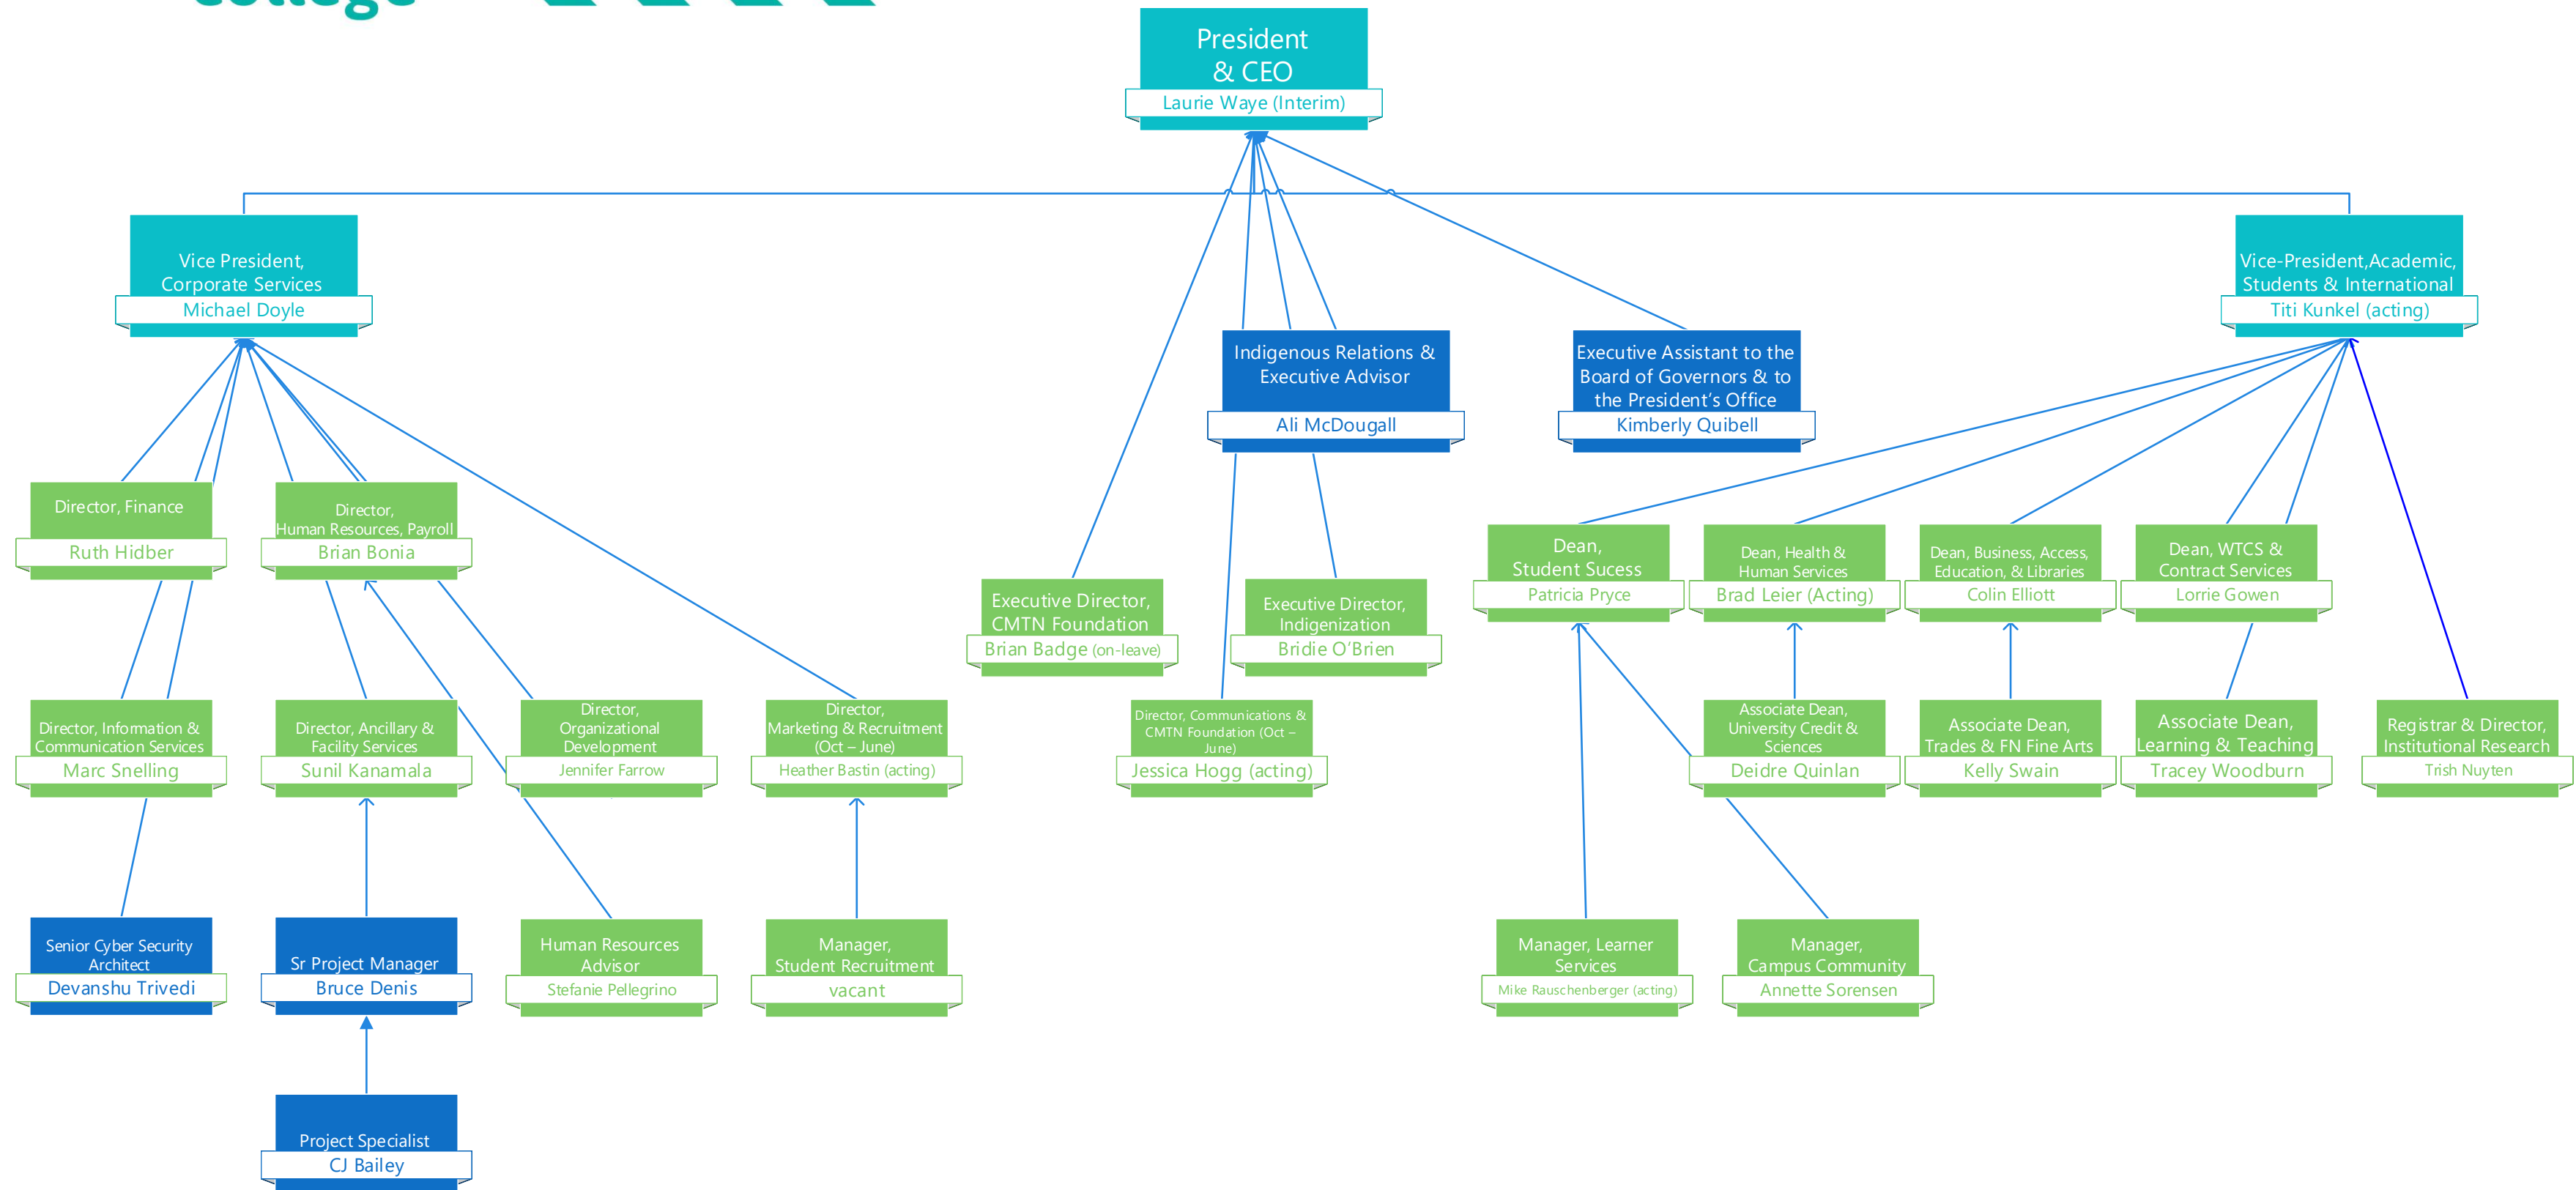 College
President
& CEO
Laurie Waye (Interim)
Vice President,
Corporate Services
Michael Doyle
Vice-President,Academic,
Students & International
Titi Kunkel (acting)
Indigenous Relations &
Executive Advisor
Ali McDougall
Executive Assistant to the
Board of Governors & to
the President's Office
Kimberly Quibell
Director, Finance
Ruth Hidber
Director,
Human Resources, Payroll
Brian Bonia
Dean,
Student Sucess
Patricia Pryce
Dean, Health &
Human Services
Brad Leier (Acting)
Dean, Business, Access,
Education, & Libraries
Colin Elliott
Dean, WTCS &
Contract Services
Lorrie Gowen
Executive Director,
CMTN Foundation
Brian Badge (on-leave)
Executive Director,
Indigenization
Bridie O'Brien
Director, Information &
Communication Services
Marc Snelling
Director, Ancillary &
Facility Services
Sunil Kanamala
Director,
Organizational
Development
Jennifer Farrow
Director,
Marketing & Recruitment
(Oct – June)
Heather Bastin (acting)
Director, Communications &
CMTN Foundation (Oct –
June)
Jessica Hogg (acting)
Associate Dean,
University Credit &
Sciences
Deidre Quinlan
Associate Dean,
Trades & FN Fine Arts
Kelly Swain
Associate Dean,
Learning & Teaching
Tracey Woodburn
Registrar & Director,
Institutional Research
Trish Nuyten
Senior Cyber Security
Architect
Devanshu Trivedi
Sr Project Manager
Bruce Denis
Human Resources
Advisor
Stefanie Pellegrino
Manager,
Student Recruitment
vacant
Manager, Learner
Services
Mike Rauschenberger (acting)
Manager,
Campus Community
Annette Sorensen
Project Specialist
CJ Bailey